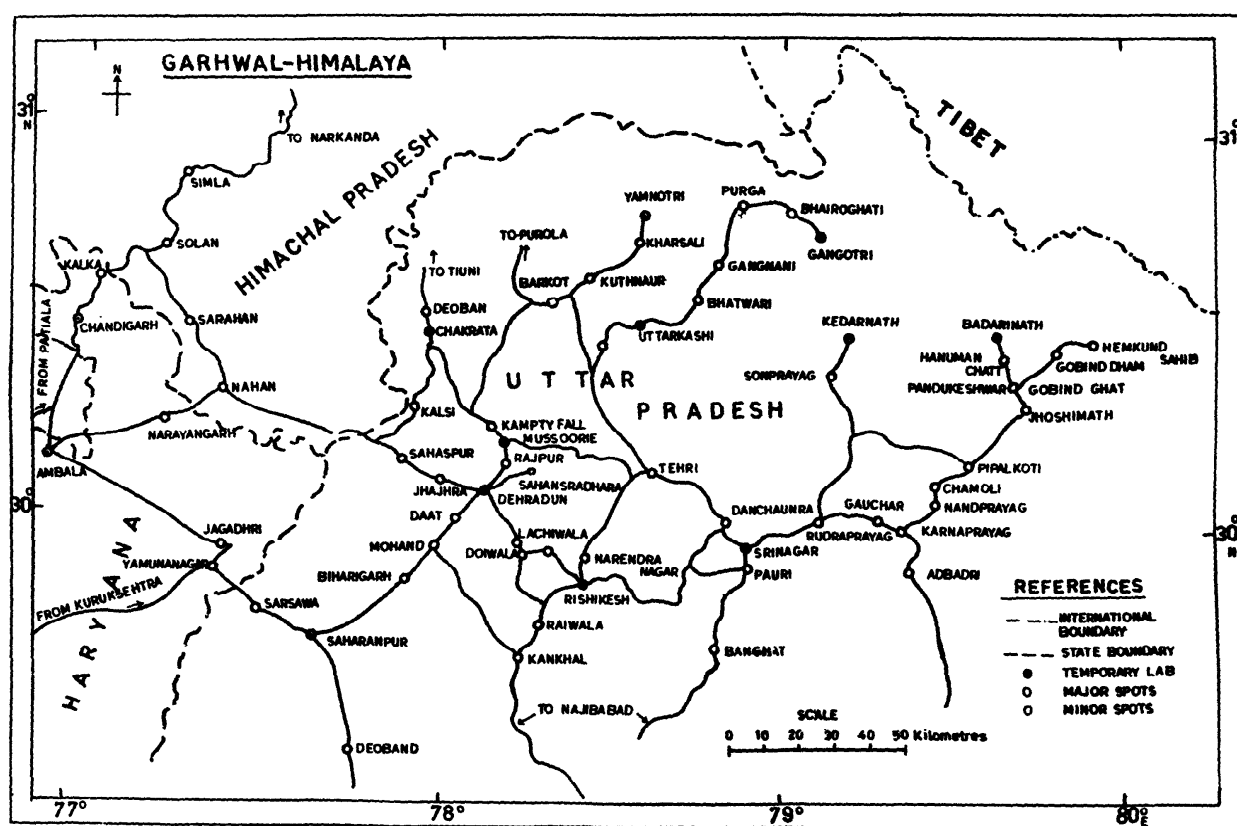 GARHWAL-HIMALAYA
N
31°
N
TO NARKANDA
SIMLA
SOLAN
KALKA
CHANDIGARH
SARAHAN
NAHAN
NARAYANGARH
AMBALA
FROM PATIALA
HIMACHAL PRADESH
TIBET
31°
TO PUROLA
YAMNOTRI
KHARSALI
PURGA
BHAIROGHATI
GANGOTRI
TO TIUNI
BARKOT
KUTHNAUR
GANGNANI
BHATWARI
DEOBAN
CHAKRATA
UTTARKASHI
KEDARNATH
BADARINATH
HEMKUND
SAHIB
HANUMAN
CHATT
GOBIND DHAM
SONPRAYAG
PANDUKESHWAR
GOBIND GHAT
JHOSHIMATH
UTTAR
PRADESH
KALSI
KAMPTY FALL
MUSSOORIE
SAHASPUR
RAJPUR
JHAJHRA
SAHANSRADHARA
DEHRADUN
TEHRI
PIPALKOTI
CHAMOLI
NANDPRAYAG
30°
DAAT
DANCHAUNRA
GAUCHAR
RUDRAPRAYAG
KARNAPRAYAG
30°
N
JAGADHRI
MOHAND
LACHIWALA
DOIWALA
NARENDRA
NAGAR
SRINAGAR
PAURI
ADBADRI
YAMUNANAGAR
BIHARIGARH
RISHIKESH
HARYANA
FROM KURUKSEHTRA
SARSAWA
SAHARANPUR
RAIWALA
KANKHAL
BANGHAT
TO NAJIBABAD
DEOBAND
REFERENCES
INTERNATIONAL
BOUNDARY
STATE BOUNDARY
TEMPORARY LAB
MAJOR SPOTS
MINOR SPOTS
SCALE
0 10 20 30 40 50 Kilometres
77° 78° 79° 80°
E